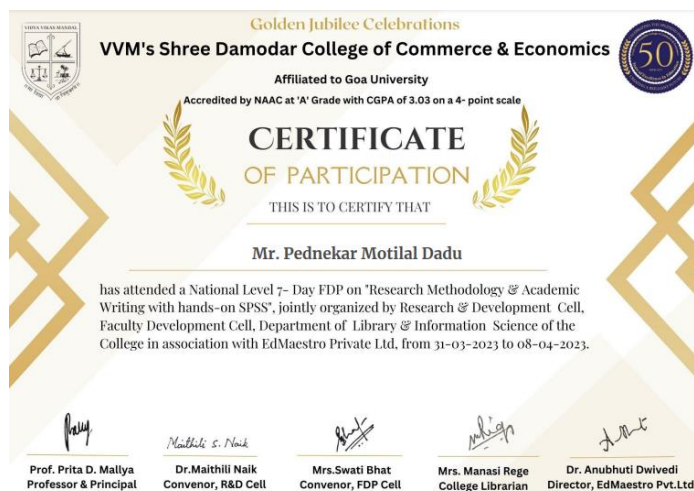 VIDYA VIKAS MANDAL
Golden Jubilee Celebrations
VVM's Shree Damodar College of Commerce & Economics
50
Affiliated to Goa University
Accredited by NAAC at 'A' Grade with CGPA of 3.03 on a 4- point scale
CERTIFICATE
OF PARTICIPATION
THIS IS TO CERTIFY THAT
Mr. Pednekar Motilal Dadu
has attended a National Level 7- Day FDP on "Research Methodology & Academic
Writing with hands-on SPSS", jointly organized by Research & Development Cell,
Faculty Development Cell, Department of Library & Information Science of the
College in association with EdMaestro Private Ltd, from 31-03-2023 to 08-04-2023.
Maithili S. Naik
Prof. Prita D. Mallya
Professor & Principal
Dr.Maithili Naik
Convenor, R&D Cell
Mrs.Swati Bhat
Convenor, FDP Cell
Mrs. Manasi Rege
College Librarian
Dr. Anubhuti Dwivedi
Director, EdMaestro Pvt.Ltd